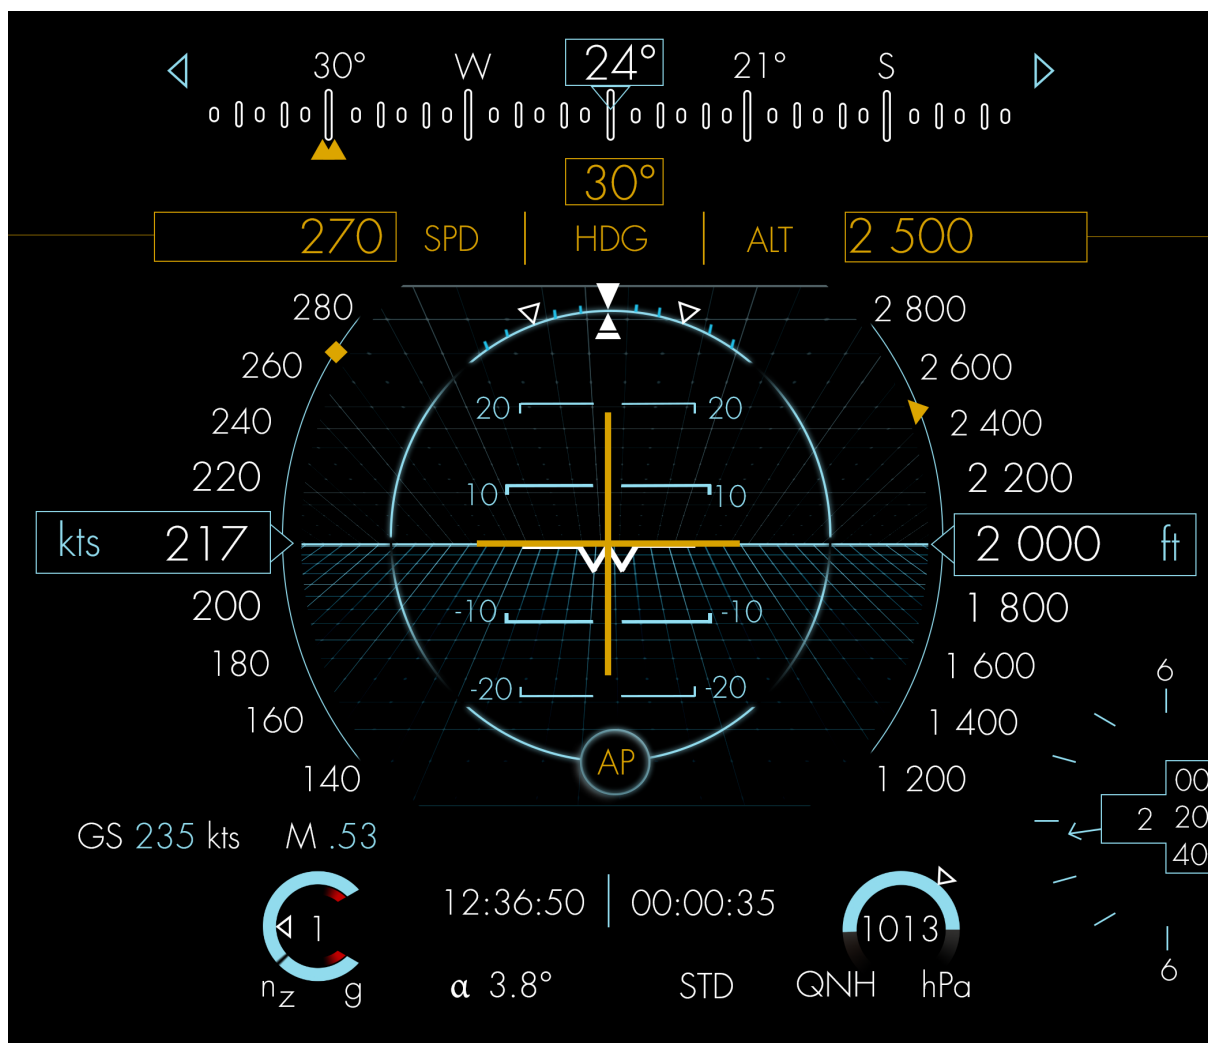 30° W 24° 21° S
30°
270 SPD HDG ALT 2 500
280 2 800
260 2 600
20 20
240 2 400
220 2 200
10 10
kts 217 2 000 ft
200 -10 -10 1 800
180 1 600 6
-20 -20
160 1 400
AP
140 1 200 00
2 20
GS 235 kts M .53 40
12:36:50 00:00:35
1 1013
6
nz g α 3.8° STD QNH hPa